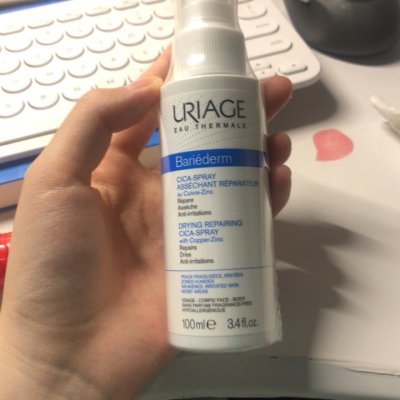 URIAGE
EAU THERMALE
Bariéderm
CICA-SPRAY
ASSÉCHANT RÉPARATEUR
au Cuivre-Zinc
Répare
Assèche
Anti-irritations
DRYING REPAIRING
CICA-SPRAY
with Copper-Zinc
Repairs
Dries
Anti-irritations
PEAUX FRAGILISÉES, IRRITÉES
ZONES HUMIDES
WEAKENED, IRRITATED SKIN
MOIST AREAS
VISAGE - CORPS / FACE - BODY
SANS PARFUM / FRAGRANCE-FREE
HYPOALLERGÉNIQUE
100ml℮ 3.4fl.oz.